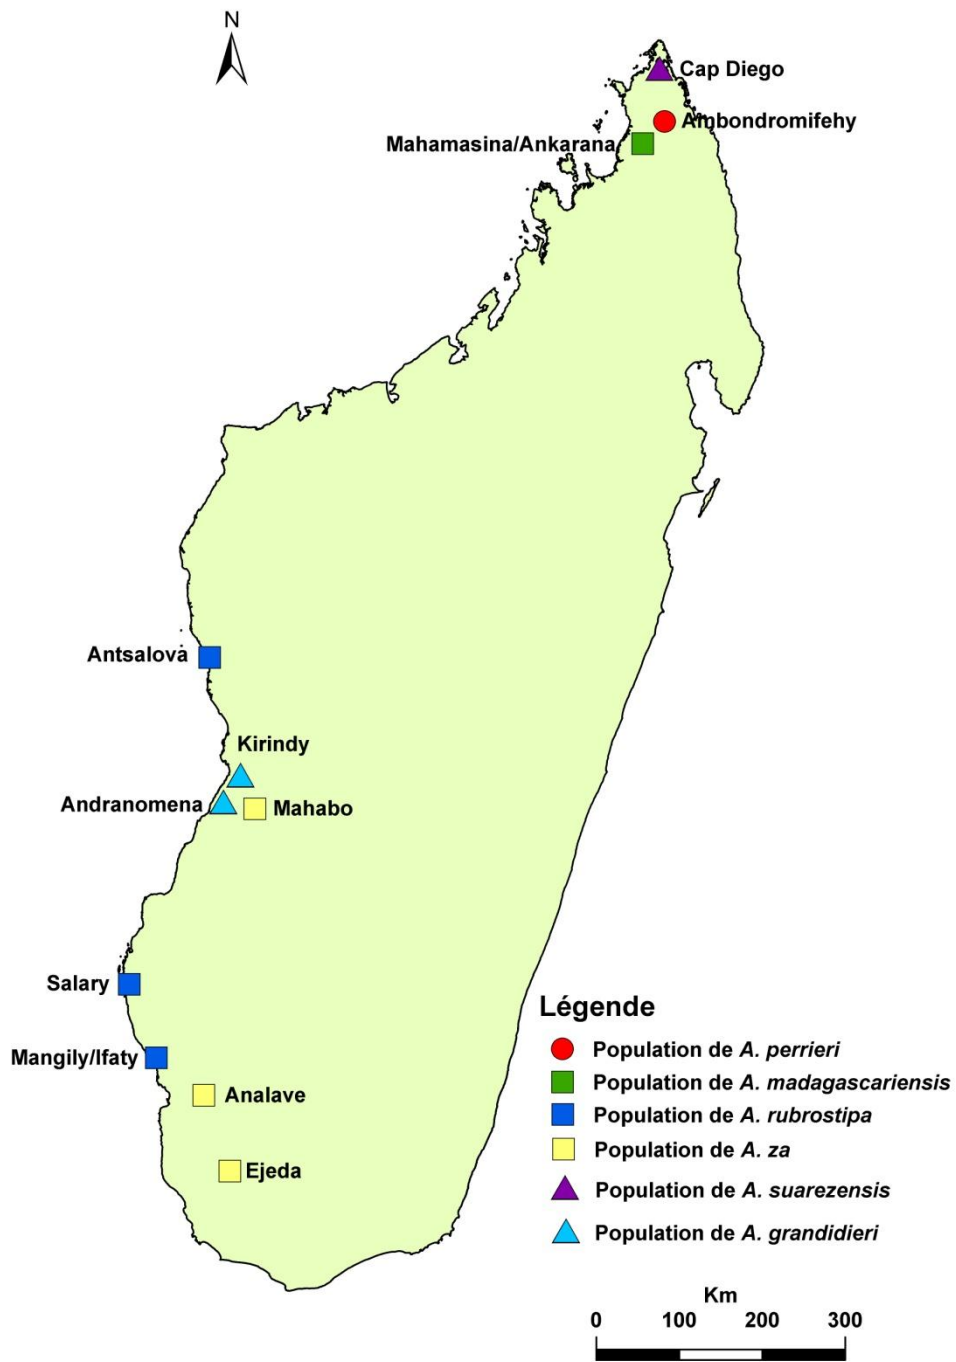 N
Cap Diego
Ambondromifehy
Mahamasina/Ankarana
Antsalova
Kirindy
Andranomena
Mahabo
Salary
Mangily/Ifaty
Analave
Ejeda
Légende
Population de A. perrieri
Population de A. madagascariensis
Population de A. rubrostipa
Population de A. za
Population de A. suarezensis
Population de A. grandidieri
Km
0 100 200 300